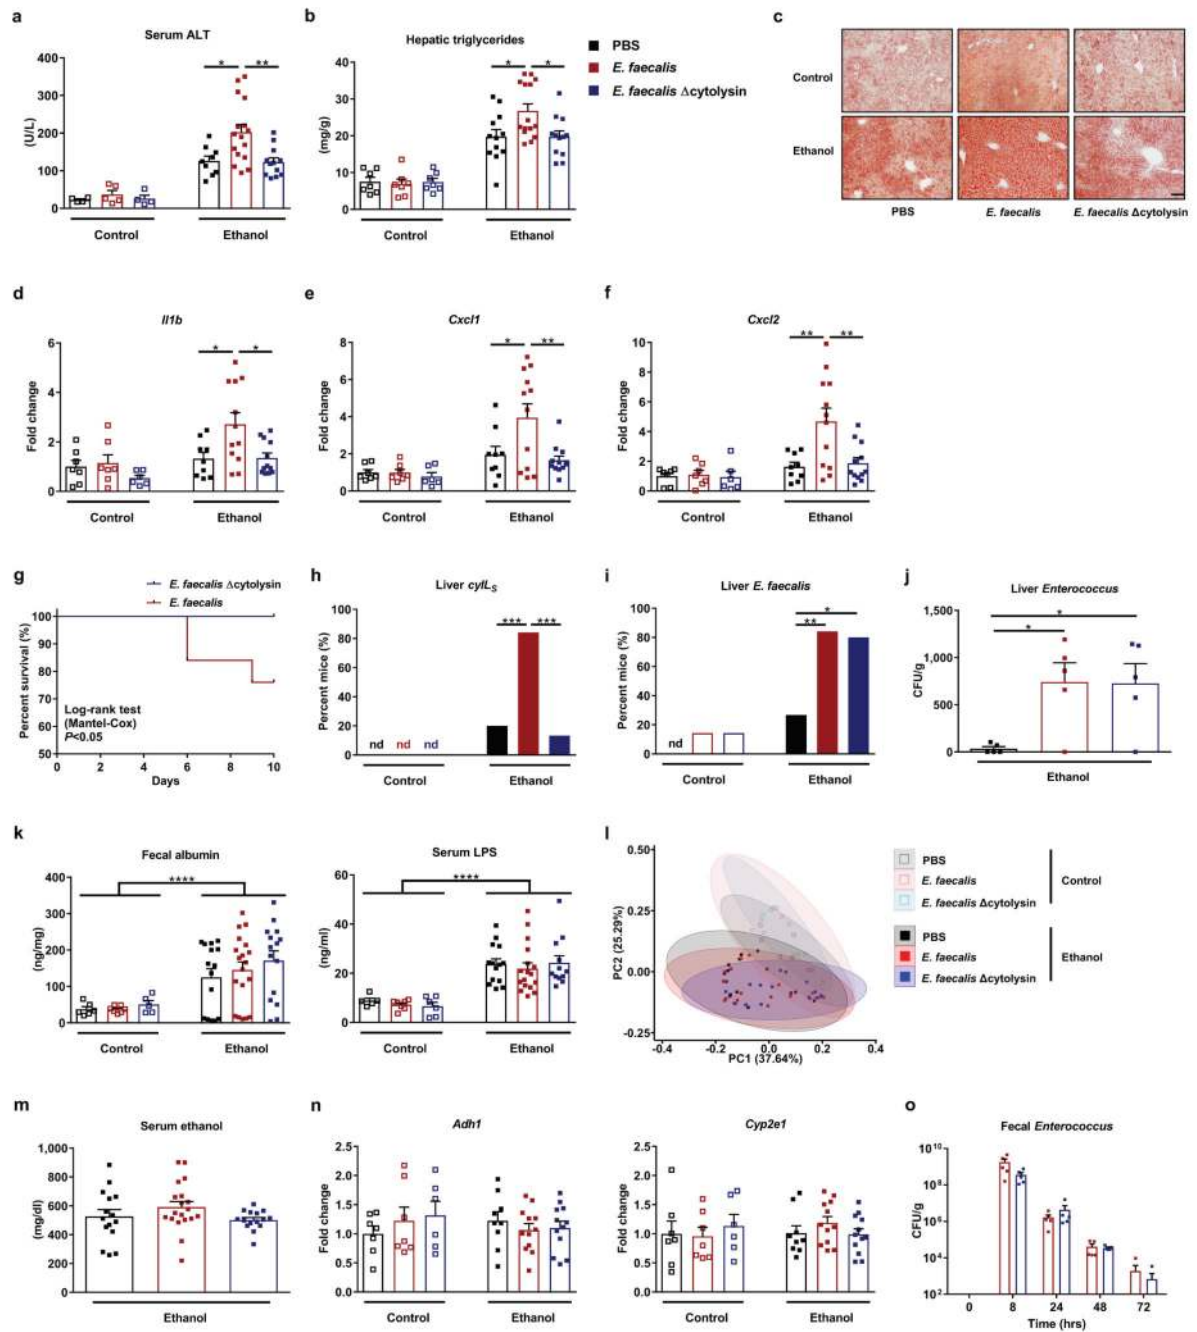 a
Serum ALT
(U/L)
400
300
200
100
0
* **
Control Ethanol
b
Hepatic triglycerides
(mg/g)
40
30
20
10
0
* *
Control Ethanol
PBS
E. faecalis
E. faecalis Δcytolysin
c
Control
Ethanol
PBS E. faecalis E. faecalis Δcytolysin
d
Il1b
Fold change
6
4
2
0
* *
Control Ethanol
e
Cxcl1
Fold change
8
6
4
2
0
* **
Control Ethanol
f
Cxcl2
Fold change
10
8
6
4
2
0
** **
Control Ethanol
g
E. faecalis Δcytolysin
E. faecalis
Percent survival (%)
100
90
80
70
60
50
Log-rank test
(Mantel-Cox)
P<0.05
0 2 4 6 8 10
Days
h
Liver cylLS
Percent mice (%)
100
80
60
40
20
0
*** ***
nd nd nd
Control Ethanol
i
Liver E. faecalis
Percent mice (%)
100
80
60
40
20
0
*
**
nd
Control Ethanol
j
Liver Enterococcus
CFU/g
1,500
1,000
500
0
*
*
Ethanol
k
Fecal albumin
(ng/mg)
400
300
200
100
0
****
Control Ethanol
Serum LPS
(ng/ml)
60
40
20
0
****
Control Ethanol
l
PC2 (25.29%)
0.50
0.25
0.00
-0.25
-0.4 -0.2 0.0 0.2 0.4
PC1 (37.64%)
PBS
E. faecalis
E. faecalis Δcytolysin
Control
PBS
E. faecalis
E. faecalis Δcytolysin
Ethanol
m
Serum ethanol
(mg/dl)
1,000
800
600
400
200
0
Ethanol
n
Adh1
Fold change
2.5
2.0
1.5
1.0
0.5
0.0
Control Ethanol
Cyp2e1
Fold change
2.5
2.0
1.5
1.0
0.5
0.0
Control Ethanol
o
Fecal Enterococcus
CFU/g
10^10
10^8
10^6
10^4
10^2
0 8 24 48 72
Time (hrs)